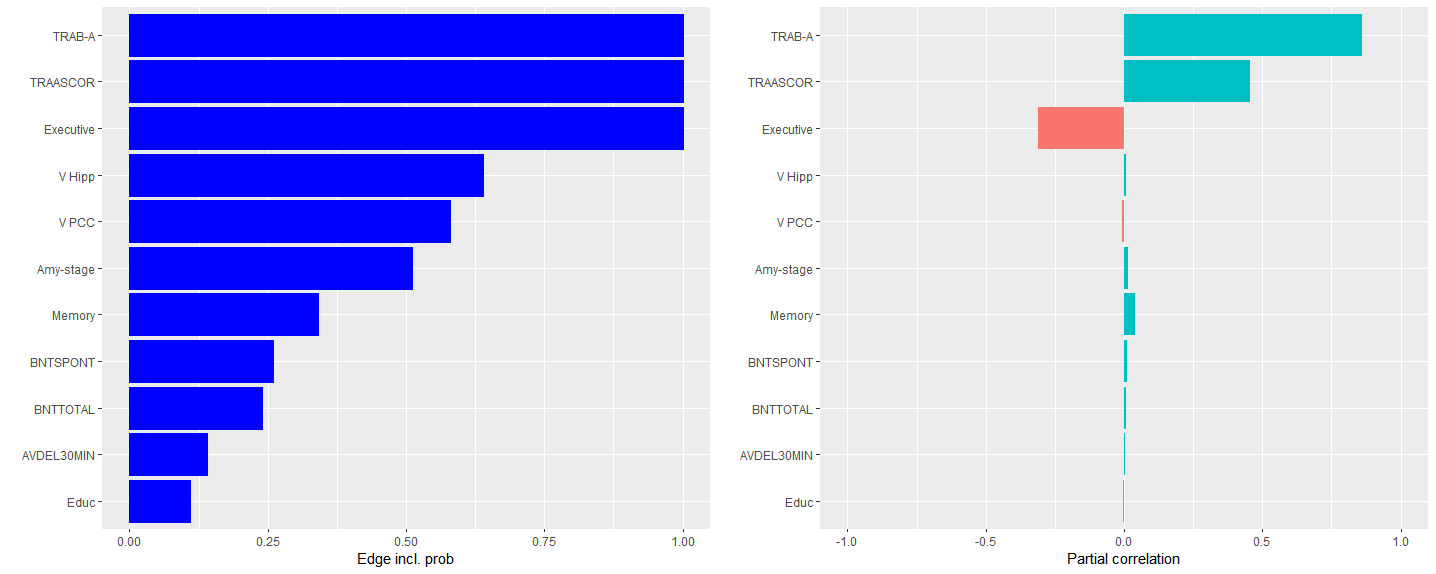 TRAB-A
TRAASCOR
Executive
V Hipp
V PCC
Amy-stage
Memory
BNTSPONT
BNTTOTAL
AVDEL30MIN
Educ
0.00 0.25 0.50 0.75 1.00
Edge incl. prob
TRAB-A
TRAASCOR
Executive
V Hipp
V PCC
Amy-stage
Memory
BNTSPONT
BNTTOTAL
AVDEL30MIN
Educ
-1.0 -0.5 0.0 0.5 1.0
Partial correlation